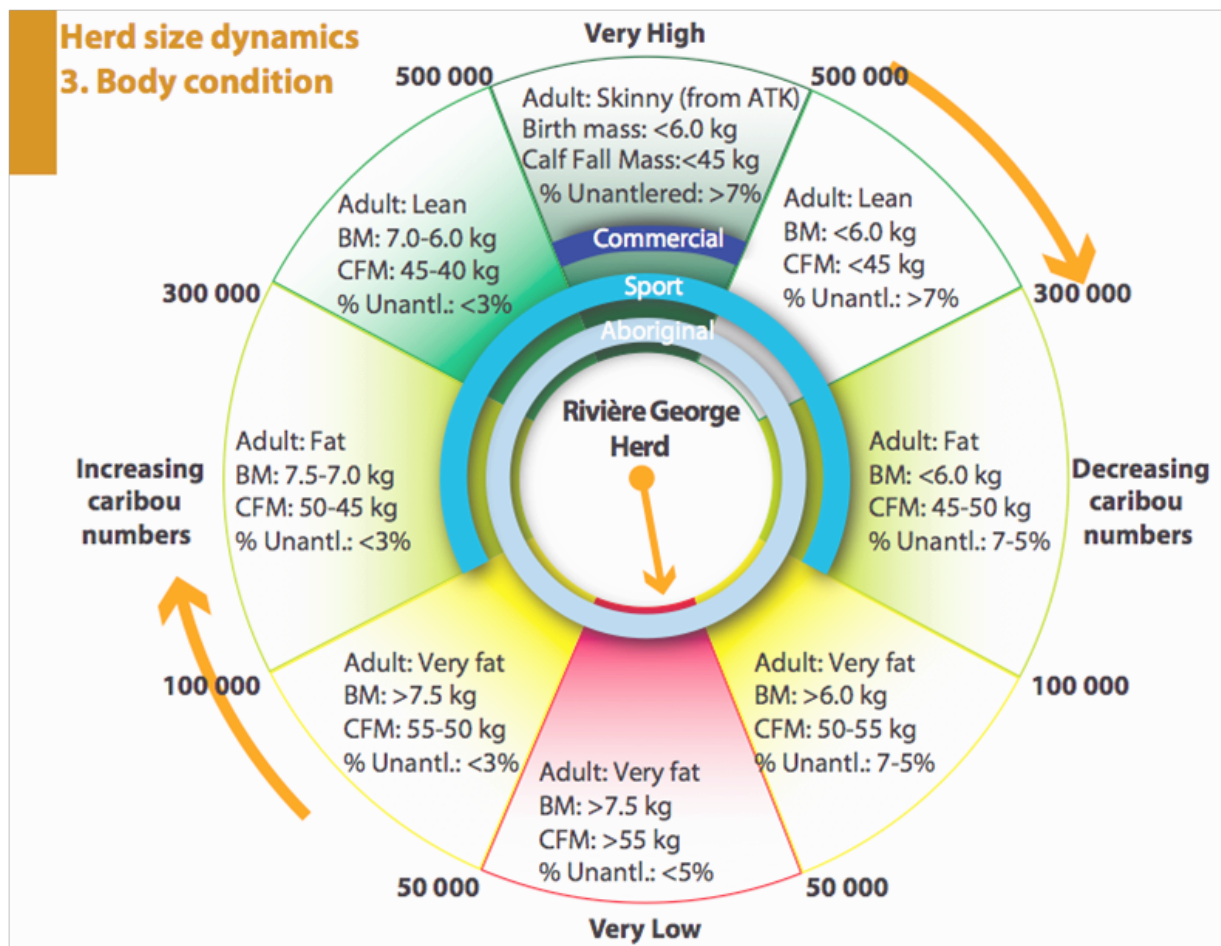 Herd size dynamics
3. Body condition
Very High
500 000
500 000
Adult: Skinny (from ATK)
Birth mass: <6.0 kg
Calf Fall Mass:<45 kg
% Unantlered: >7%
Adult: Lean
BM: 7.0-6.0 kg
CFM: 45-40 kg
% Unantl.: <3%
Adult: Lean
BM: <6.0 kg
CFM: <45 kg
% Unantl.: >7%
Commercial
Sport
Aboriginal
300 000
300 000
Rivière George
Herd
Increasing
caribou
numbers
Adult: Fat
BM: 7.5-7.0 kg
CFM: 50-45 kg
% Unantl.: <3%
Adult: Fat
BM: <6.0 kg
CFM: 45-50 kg
% Unantl.: 7-5%
Decreasing
caribou
numbers
100 000
100 000
Adult: Very fat
BM: >7.5 kg
CFM: 55-50 kg
% Unantl.: <3%
Adult: Very fat
BM: >6.0 kg
CFM: 50-55 kg
% Unantl.: 7-5%
Adult: Very fat
BM: >7.5 kg
CFM: >55 kg
% Unantl.: <5%
50 000
50 000
Very Low